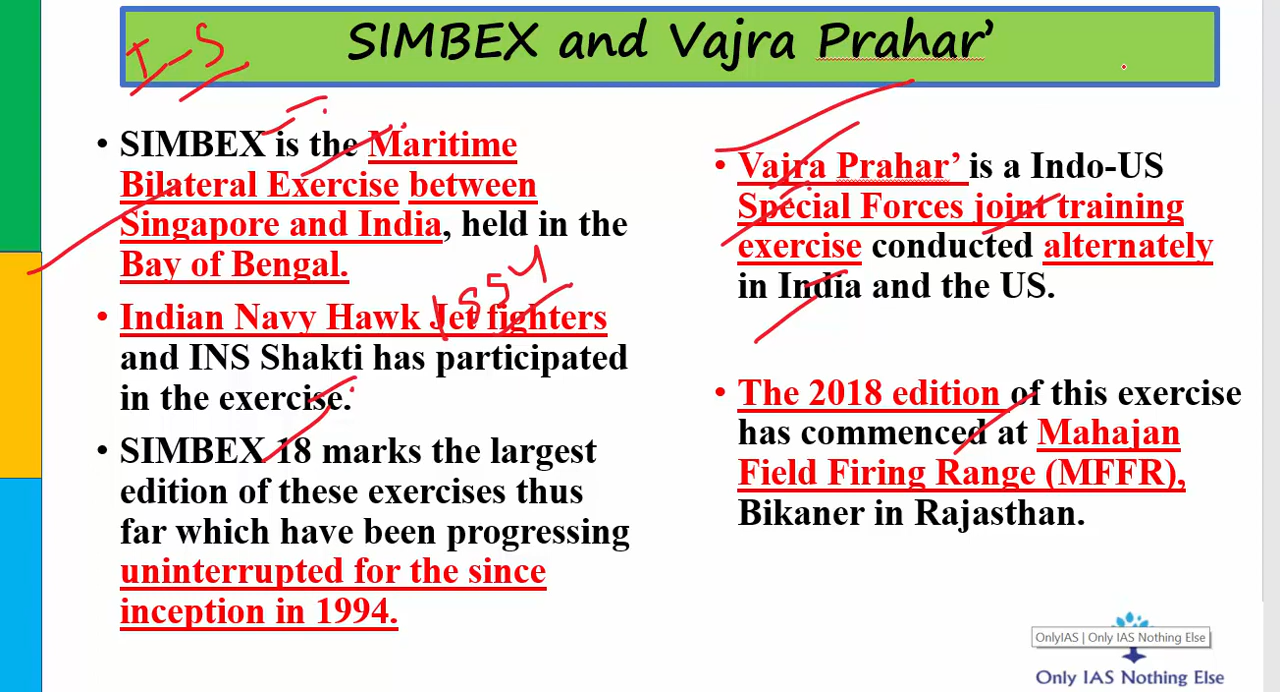 SIMBEX and Vajra Prahar’
I-S
• SIMBEX is the Maritime
Bilateral Exercise between
Singapore and India, held in the
Bay of Bengal.
• Indian Navy Hawk Jet fighters
and INS Shakti has participated
in the exercise.
• SIMBEX 18 marks the largest
edition of these exercises thus
far which have been progressing
uninterrupted for the since
inception in 1994.
• Vajra Prahar’ is a Indo-US
Special Forces joint training
exercise conducted alternately
in India and the US.
• The 2018 edition of this exercise
has commenced at Mahajan
Field Firing Range (MFFR),
Bikaner in Rajasthan.
OnlyIAS | Only IAS Nothing Else
Only IAS Nothing Else